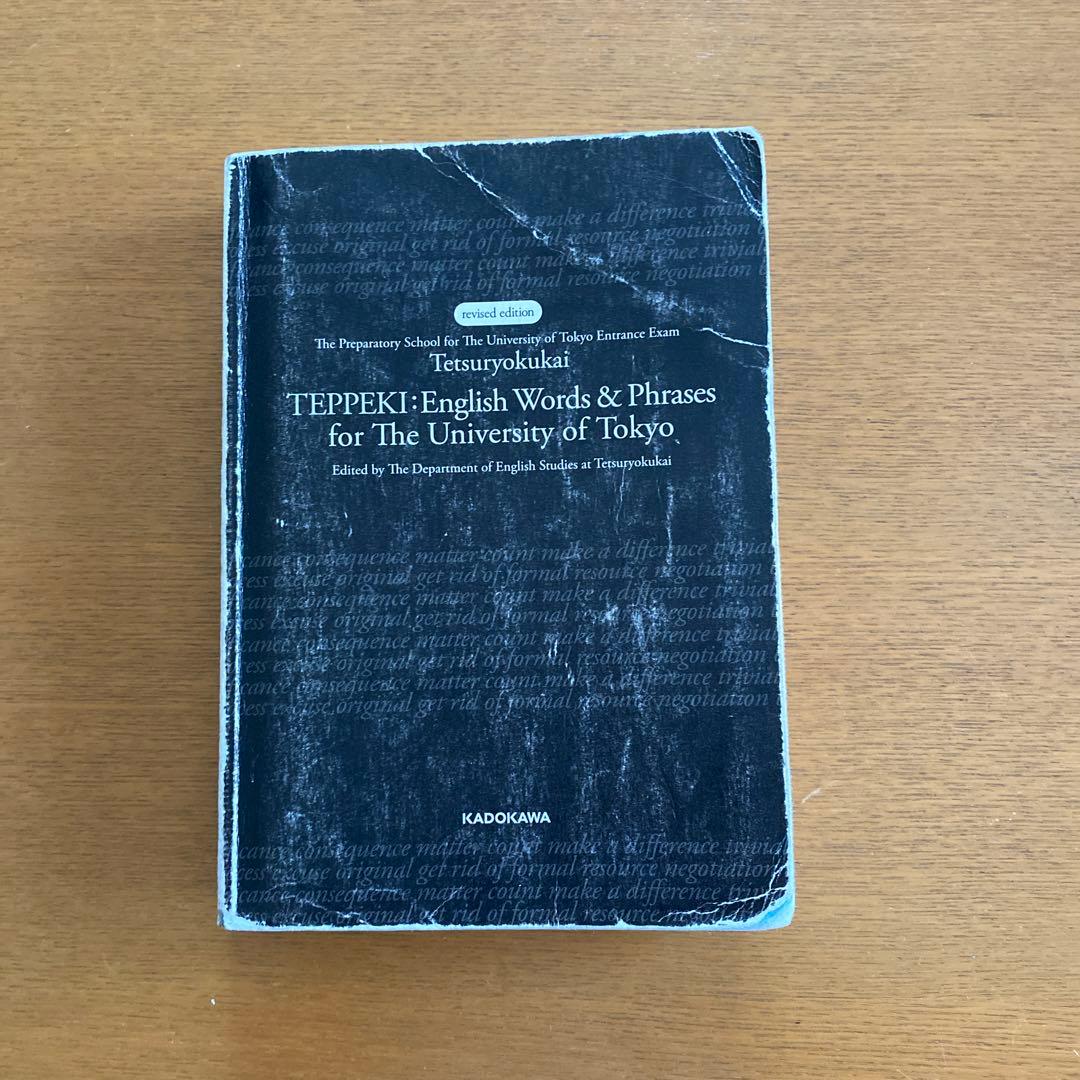 cance consequence matter count make a difference trivial
ess excuse original get rid of formal resource negotiation
ance consequence matter count make a difference trivial
ess excuse original get rid of formal resource negotiation
revised edition
The Preparatory School for The University of Tokyo Entrance Exam
Tetsuryokukai
TEPPEKI:English Words & Phrases
for The University of Tokyo
Edited by The Department of English Studies at Tetsuryokukai
cance consequence matter count make a difference trivial
ess excuse original get rid of formal resource negotiation
cance consequence matter count make a difference trivial
ess excuse original get rid of formal resource negotiation
cance consequence matter count make a difference trivial
ess excuse original get rid of formal resource negotiation
cance consequence matter count make a difference trivial
ess excuse original get rid of formal resource negotiation
KADOKAWA
cance consequence matter count make a difference trivial
ess excuse original get rid of formal resource negotiation
cance consequence matter count make a difference trivial
ess excuse original get rid of formal resource negotiation